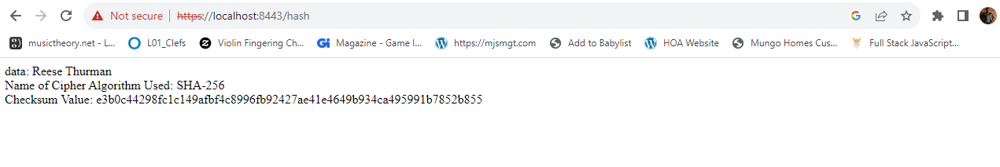 Not secure | https://localhost:8443/hash
musictheory.net - L... L01_Clefs Violin Fingering Ch... Magazine - Game I... https://mjsmgt.com Add to Babylist HOA Website Mungo Homes Cus... Full Stack JavaScript...
data: Reese Thurman
Name of Cipher Algorithm Used: SHA-256
Checksum Value: e3b0c44298fc1c149afbf4c8996fb92427ae41e4649b934ca495991b7852b855